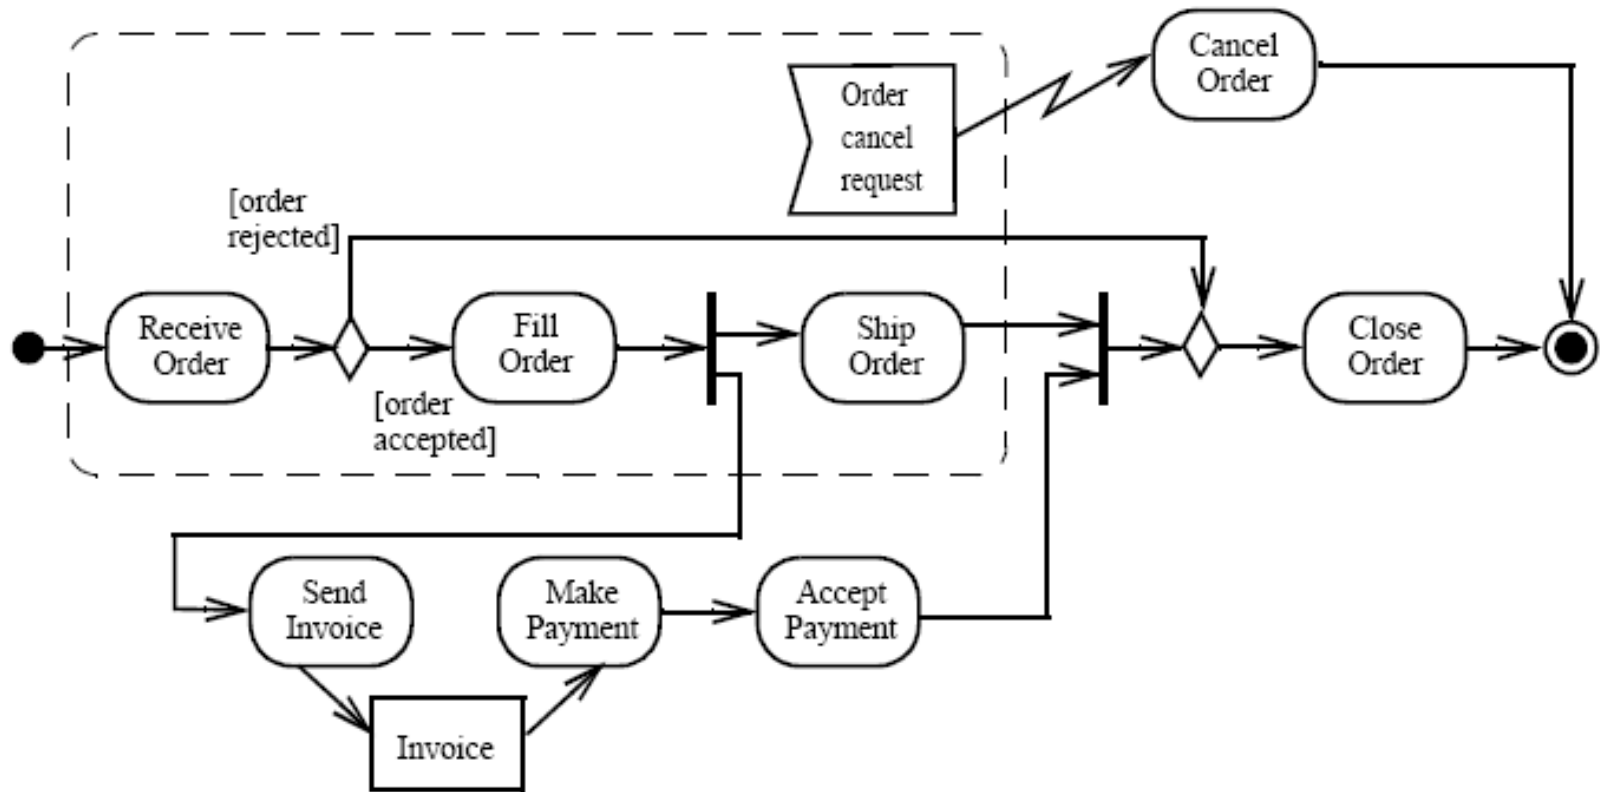 Cancel
Order
Order
cancel
request
[order
rejected]
Receive
Order
Fill
Order
Ship
Order
Close
Order
[order
accepted]
Send
Invoice
Make
Payment
Accept
Payment
Invoice